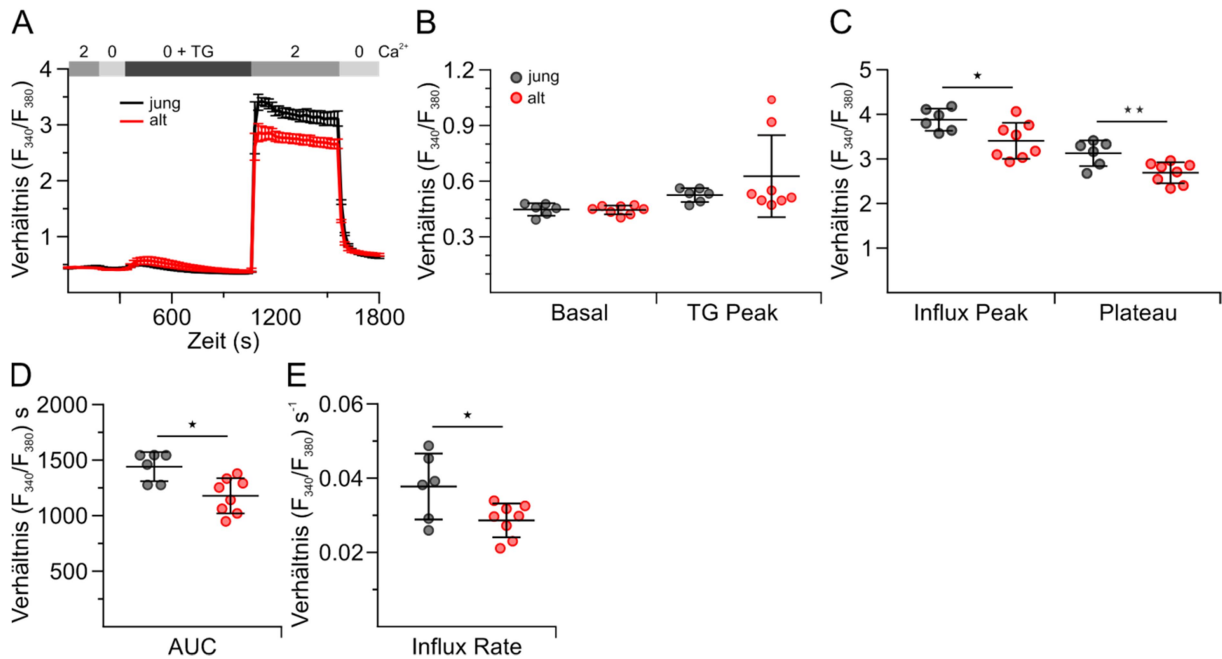 A
2 0 0 + TG 2 0 Ca²⁺
Verhältnis (F₃₄₀/F₃₈₀)
4
3
2
1
jung
alt
600 1200 1800
Zeit (s)
B
Verhältnis (F₃₄₀/F₃₈₀)
1.2
0.9
0.6
0.3
jung
alt
Basal TG Peak
C
Verhältnis (F₃₄₀/F₃₈₀)
5
4
3
2
1
★
★★
Influx Peak Plateau
D
Verhältnis (F₃₄₀/F₃₈₀) s
2000
1500
1000
500
★
AUC
E
Verhältnis (F₃₄₀/F₃₈₀) s⁻¹
0.06
0.04
0.02
★
Influx Rate